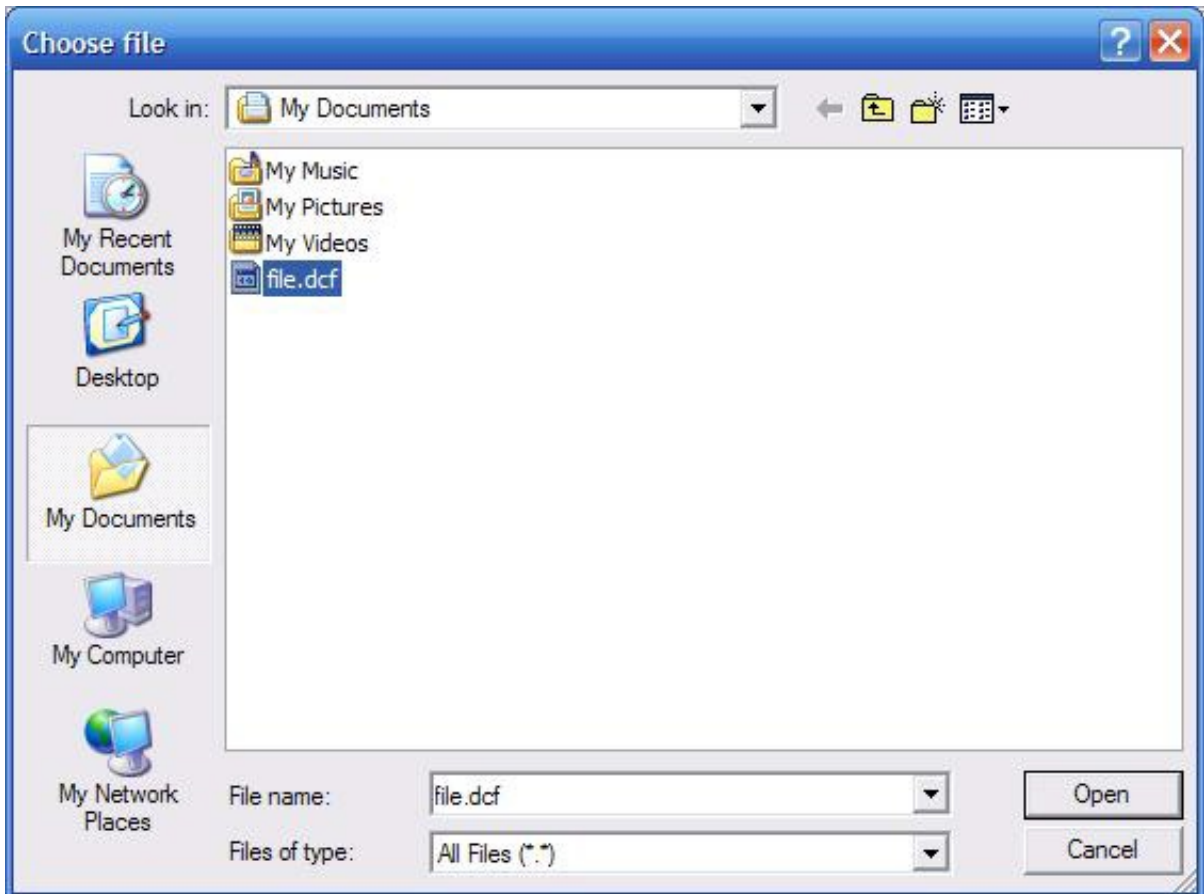 Choose file
Look in: My Documents
My Recent
Documents
Desktop
My Documents
My Computer
My Network
Places
My Music
My Pictures
My Videos
file.dcf
File name: file.dcf
Open
Files of type: All Files (*.*)
Cancel